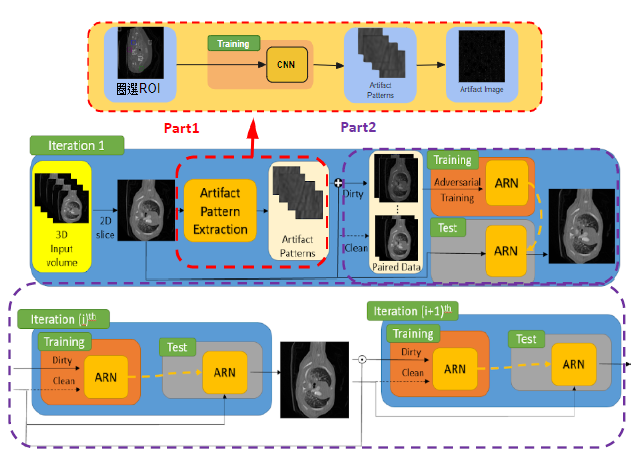 Training
CNN
圈選ROI
Artifact
Patterns
Artifact Image
Part1
Part2
Iteration 1
3D
Input
volume
2D
slice
Artifact
Pattern
Extraction
Artifact
Patterns
Dirty
Clean
Paired Data
Training
Adversarial
Training
ARN
Test
ARN
Iteration (i)th
Training
Dirty
Clean
ARN
Test
ARN
Iteration (i+1)th
Training
Dirty
Clean
ARN
Test
ARN